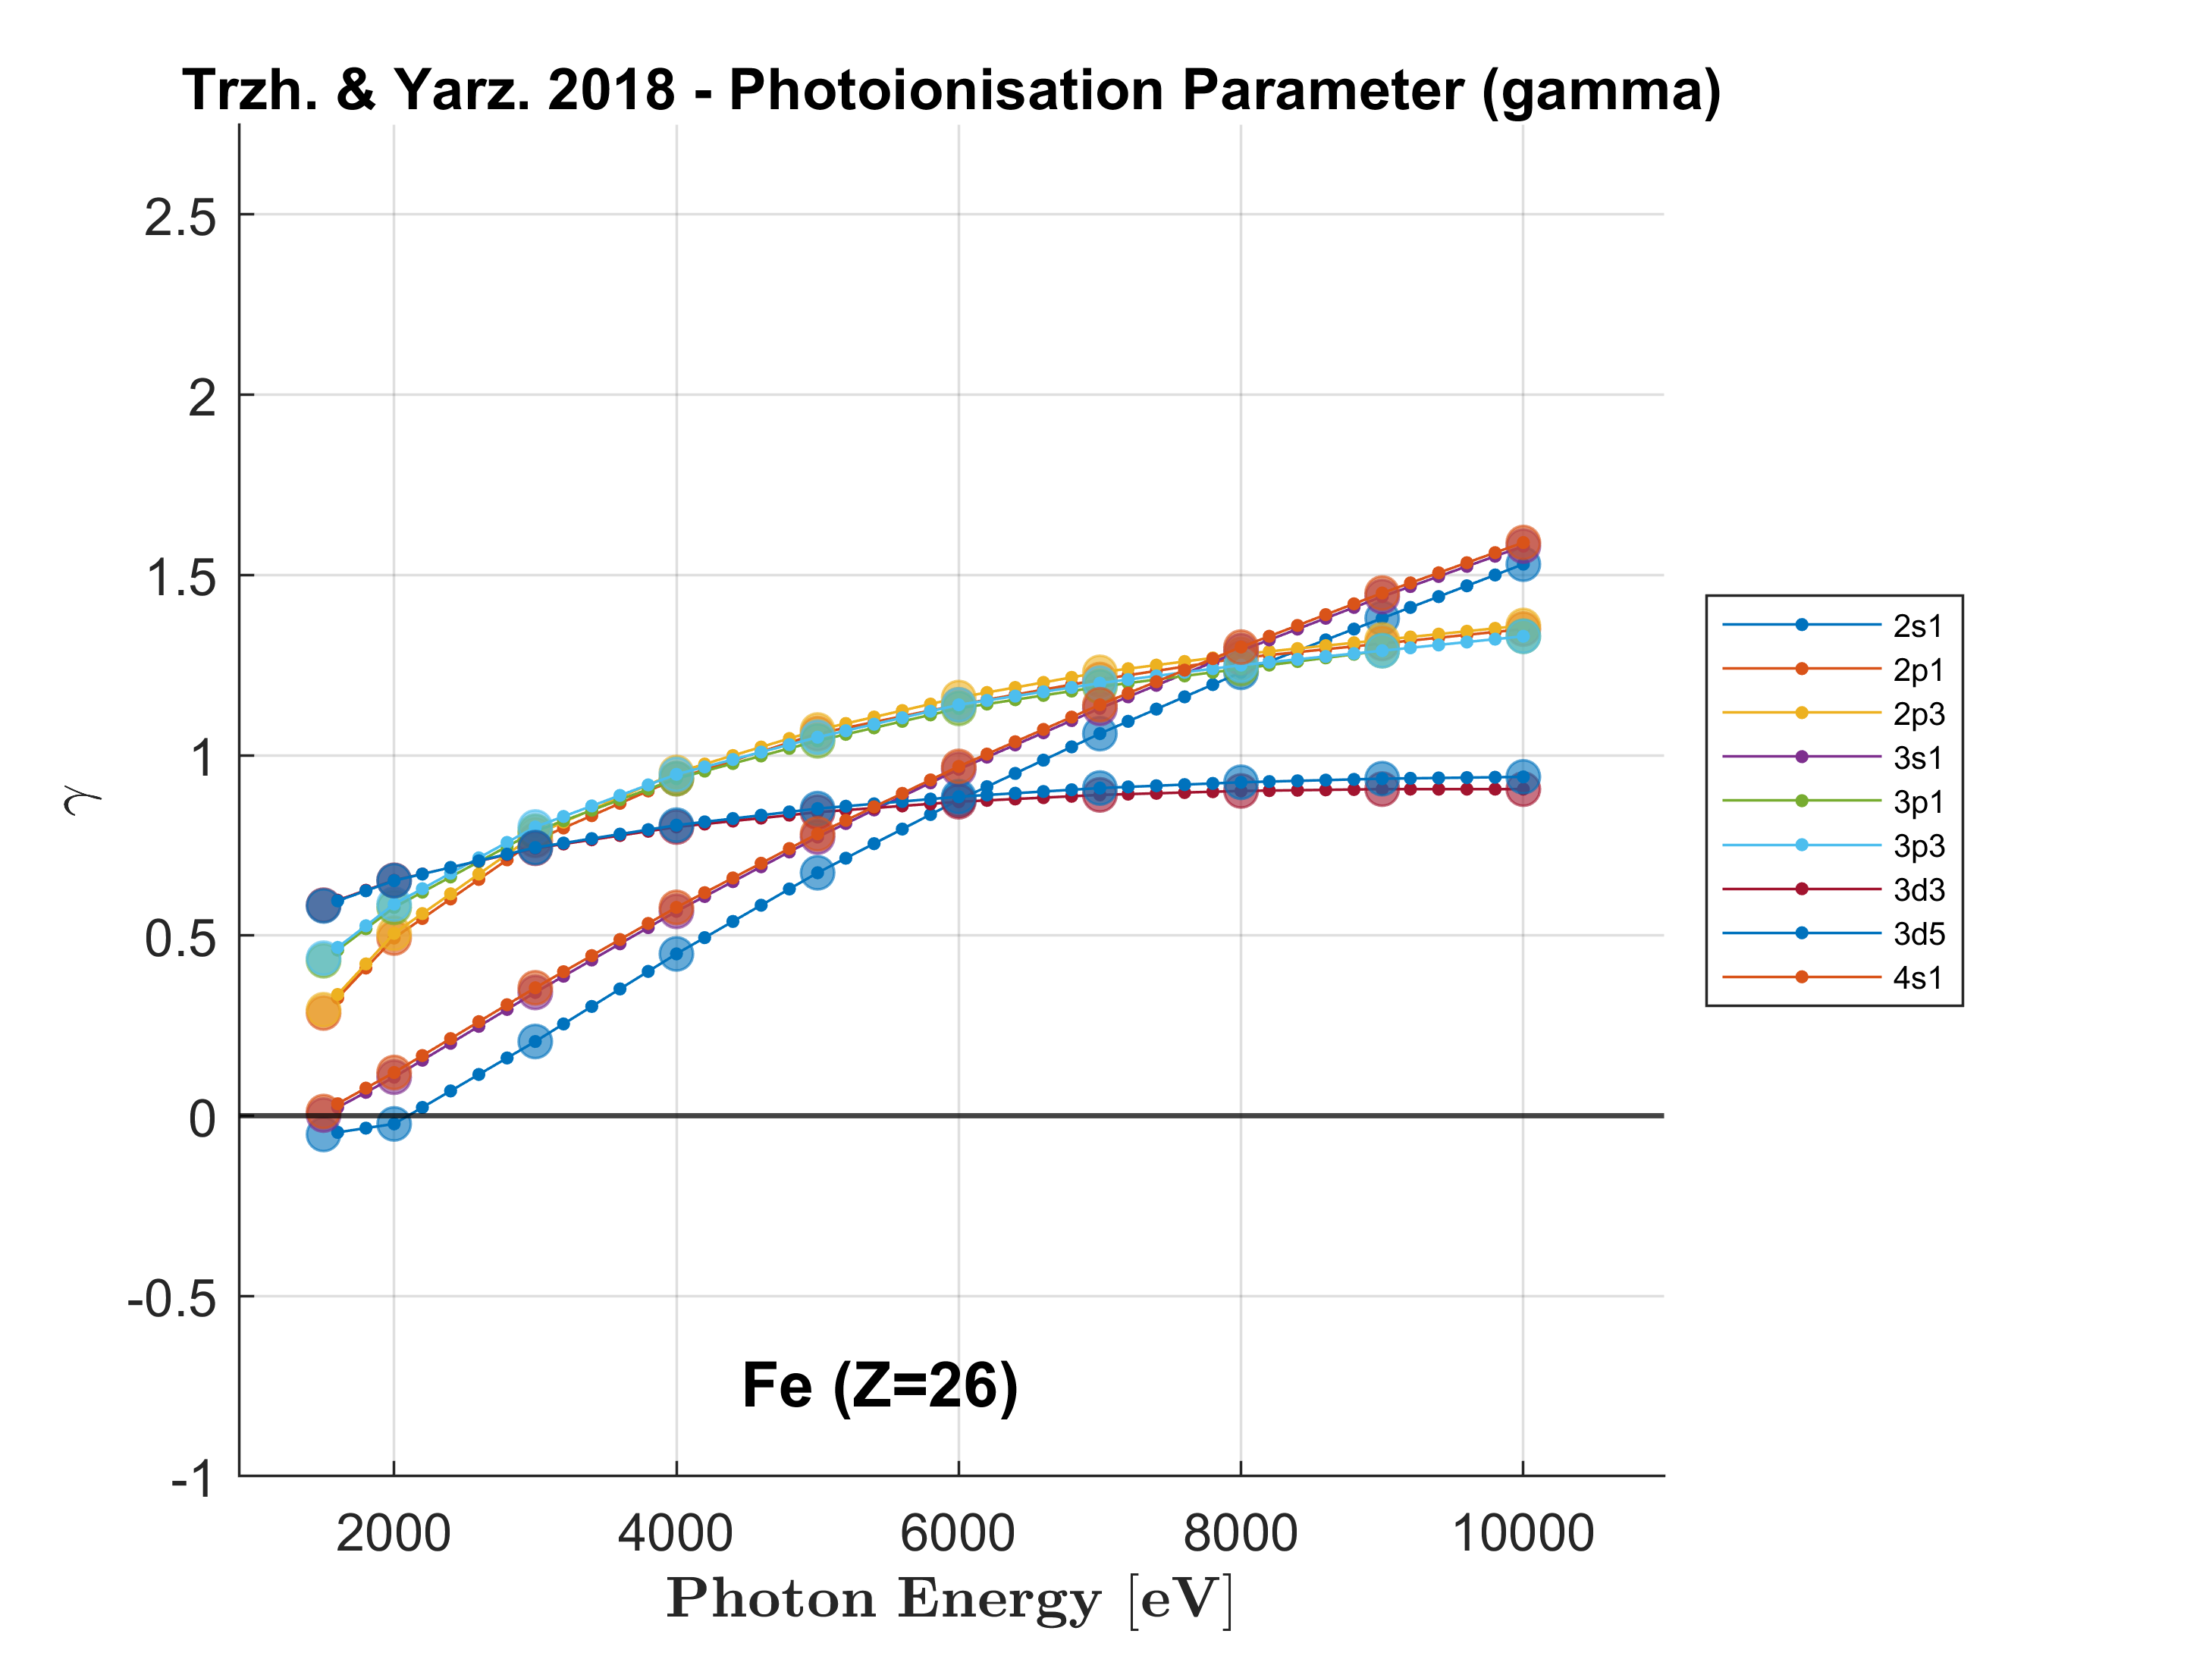 Trzh. & Yarz. 2018 - Photoionisation Parameter (gamma)
2.5
2
1.5
1
0.5
0
-0.5
-1
γ
2000 4000 6000 8000 10000
Photon Energy [eV]
Fe (Z=26)
2s1
2p1
2p3
3s1
3p1
3p3
3d3
3d5
4s1